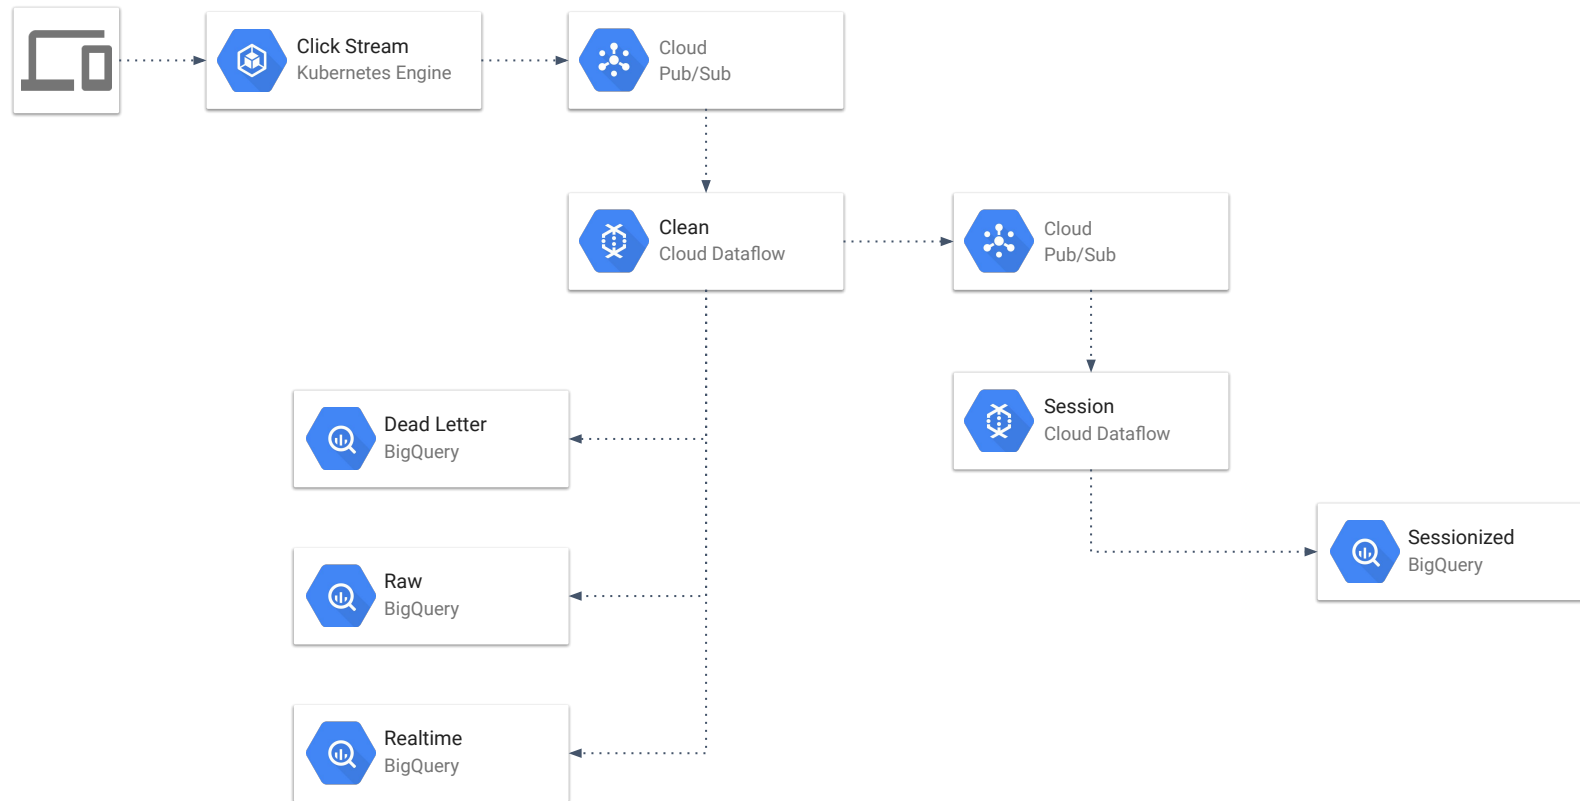 Click Stream
Kubernetes Engine
Cloud
Pub/Sub
Clean
Cloud Dataflow
Cloud
Pub/Sub
Dead Letter
BigQuery
Session
Cloud Dataflow
Sessionized
BigQuery
Raw
BigQuery
Realtime
BigQuery